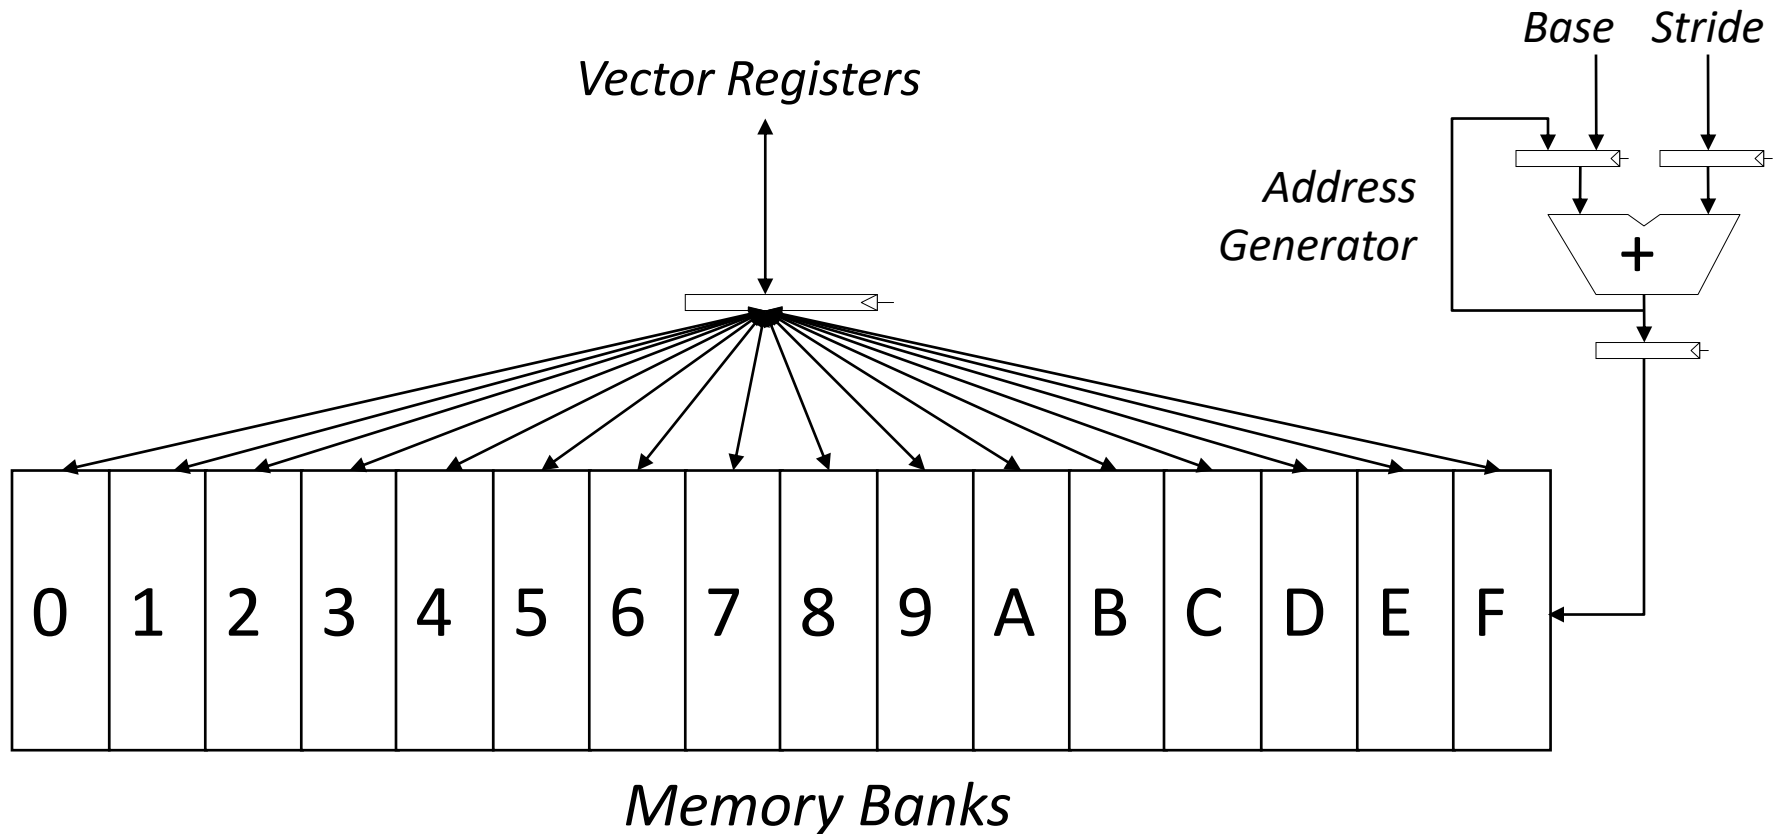 Base Stride
Vector Registers
Address
Generator
+
0 1 2 3 4 5 6 7 8 9 A B C D E F
Memory Banks